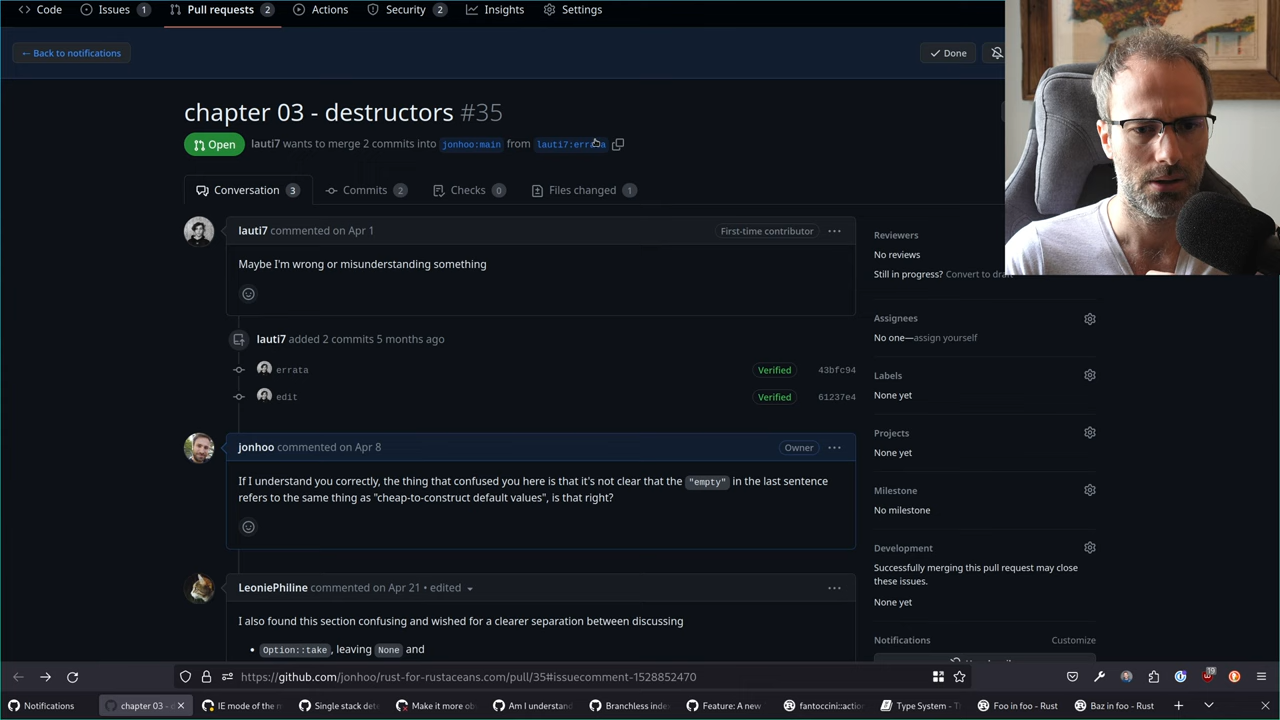 Code Issues 1 Pull requests 2 Actions Security 2 Insights Settings
← Back to notifications Done
chapter 03 - destructors #35
Open lauti7 wants to merge 2 commits into jonhoo:main from lauti7:errata
Conversation 3 Commits 2 Checks 0 Files changed 1
lauti7 commented on Apr 1 First-time contributor
Maybe I'm wrong or misunderstanding something
lauti7 added 2 commits 5 months ago
errata Verified 43bfc94
edit Verified 61237e4
jonhoo commented on Apr 8 Owner
If I understand you correctly, the thing that confused you here is that it's not clear that the "empty" in the last sentence
refers to the same thing as "cheap-to-construct default values", is that right?
LeoniePhiline commented on Apr 21 • edited
I also found this section confusing and wished for a clearer separation between discussing
• Option::take, leaving None and
Reviewers
No reviews
Still in progress? Convert to draft
Assignees
No one—assign yourself
Labels
None yet
Projects
None yet
Milestone
No milestone
Development
Successfully merging this pull request may close
these issues.
None yet
Notifications Customize
https://github.com/jonhoo/rust-for-rustaceans.com/pull/35#issuecomment-1528852470
19
Notifications chapter 03 - d IE mode of the n Single stack det Make it more ob Am I understand Branchless inde Feature: A new fantoccini::actio Type System - T Foo in foo - Rust Baz in foo - Rust